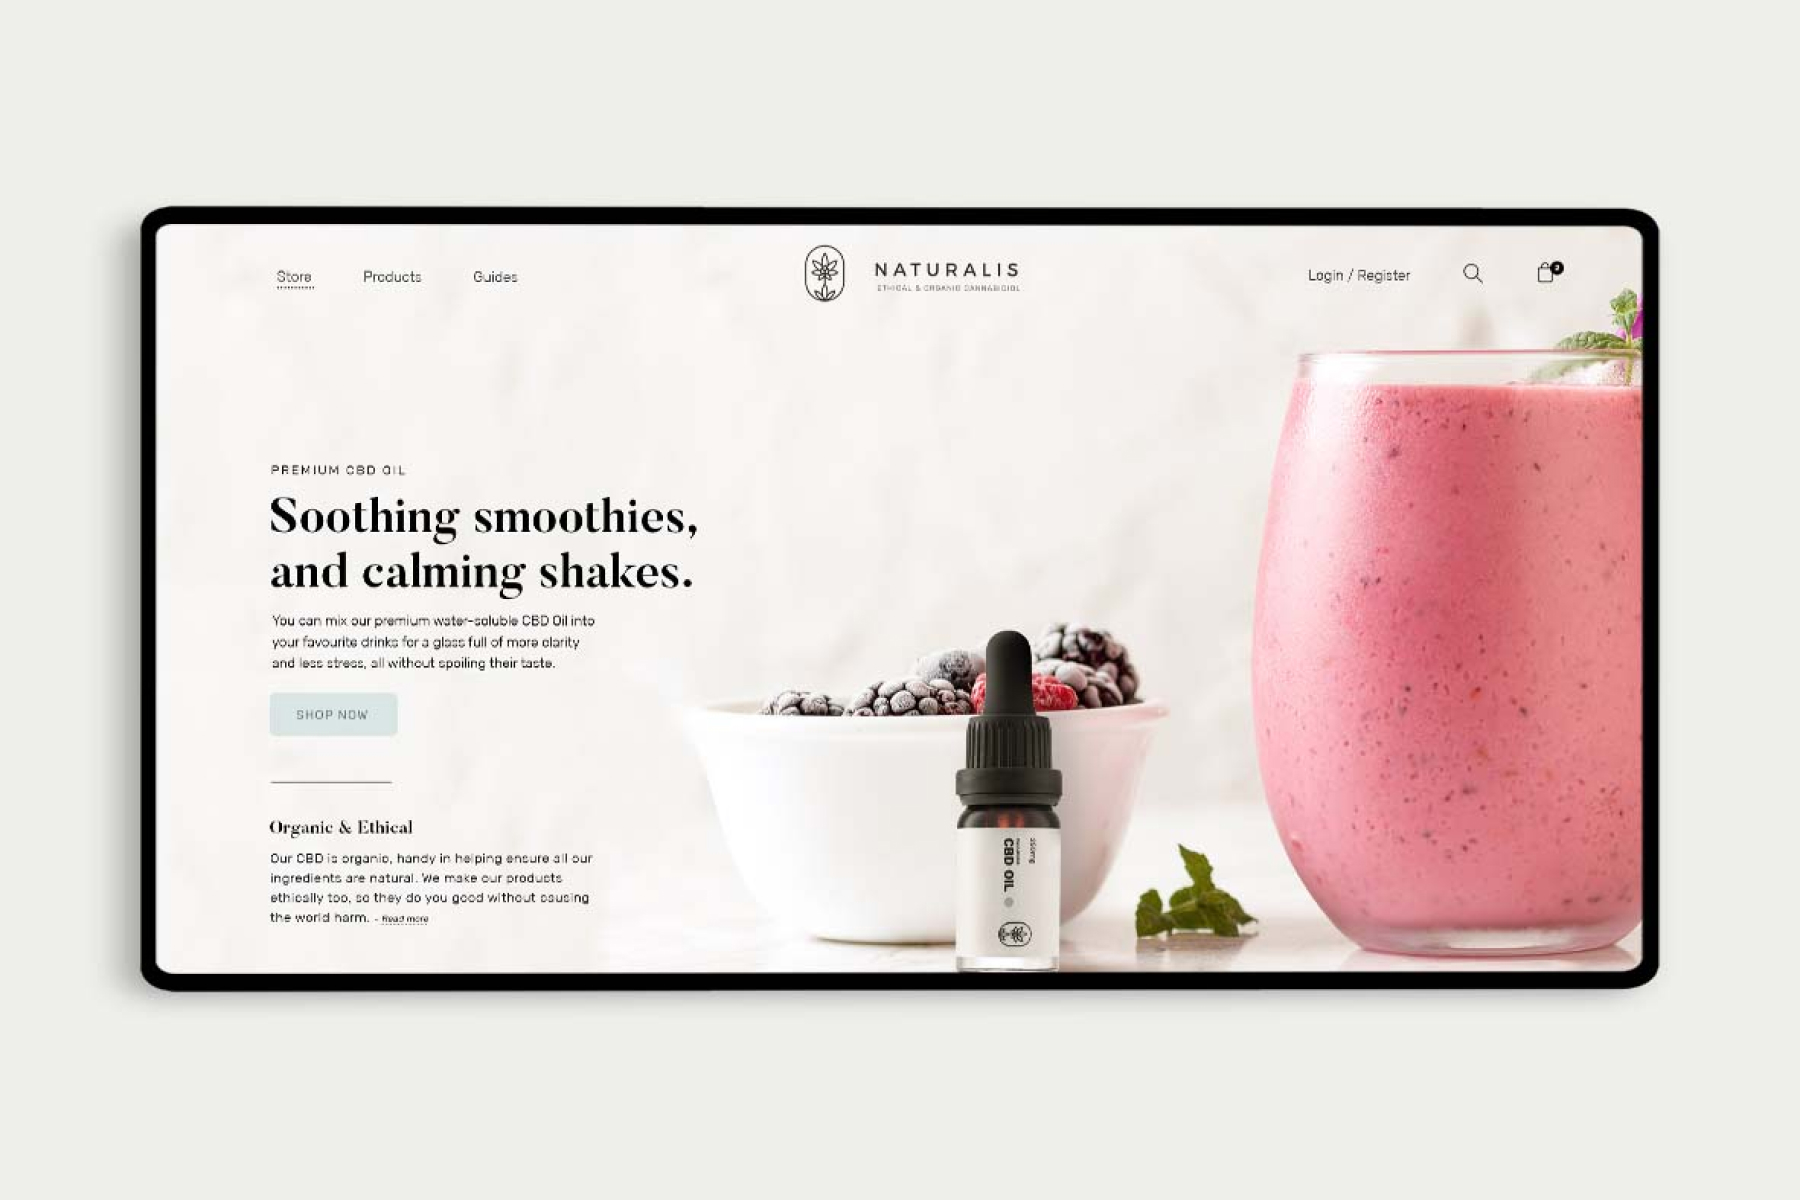 Store
Products
Guides
NATURALIS
ETHICAL & ORGANIC CANNABIDIOL
Login / Register
PREMIUM CBD OIL
Soothing smoothies,
and calming shakes.
You can mix our premium water-soluble CBD Oil into
your favourite drinks for a glass full of more clarity
and less stress, all without spoiling their taste.
SHOP NOW
Organic & Ethical
Our CBD is organic, handy in helping ensure all our
ingredients are natural. We make our products
ethically too, so they do you good without causing
the world harm. - Read more
CBD OIL